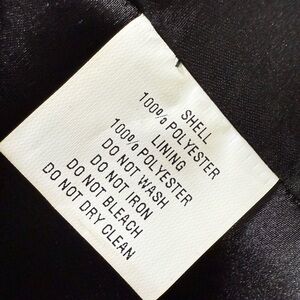 SHELL
100% POLYESTER
LINING
100% POLYESTER
DO NOT WASH
DO NOT IRON
DO NOT BLEACH
DO NOT DRY CLEAN